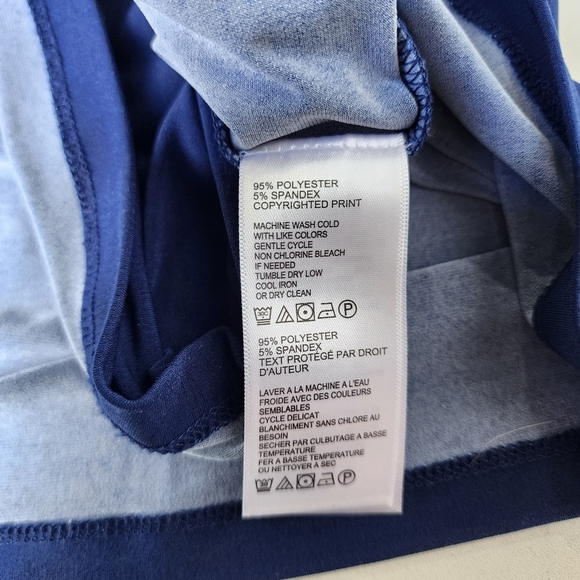 95% POLYESTER
5% SPANDEX
COPYRIGHTED PRINT
MACHINE WASH COLD
WITH LIKE COLORS
GENTLE CYCLE
NON CHLORINE BLEACH
IF NEEDED
TUMBLE DRY LOW
COOL IRON
OR DRY CLEAN
P
95% POLYESTER
5% SPANDEX
TEXT PROTÉGÉ PAR DROIT
D'AUTEUR
LAVER A LA MACHINE A L'EAU
FROIDE AVEC DES COULEURS
SEMBLABLES
CYCLE DELICAT
BLANCHIMENT SANS CHLORE AU
BESOIN
SECHER PAR CULBUTAGE A BASSE
TEMPERATURE
FER A BASSE TEMPERATURE
OU NETTOYER A SEC
P